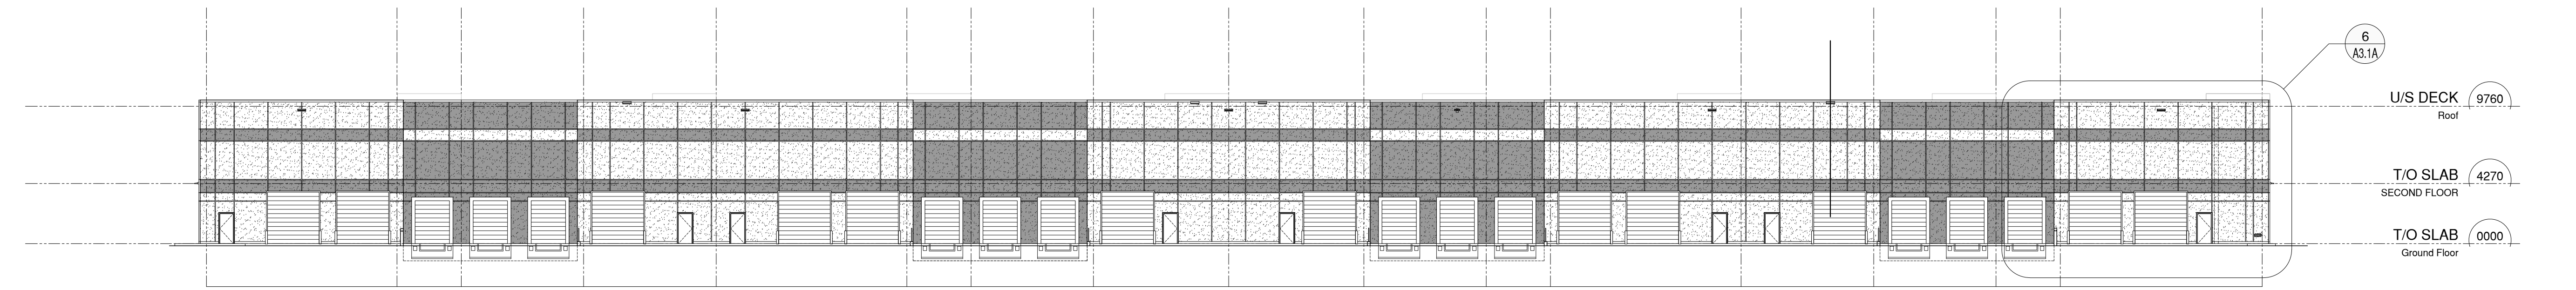 6
A3.1A
U/S DECK 9760
Roof
T/O SLAB 4270
SECOND FLOOR
T/O SLAB 0000
Ground Floor